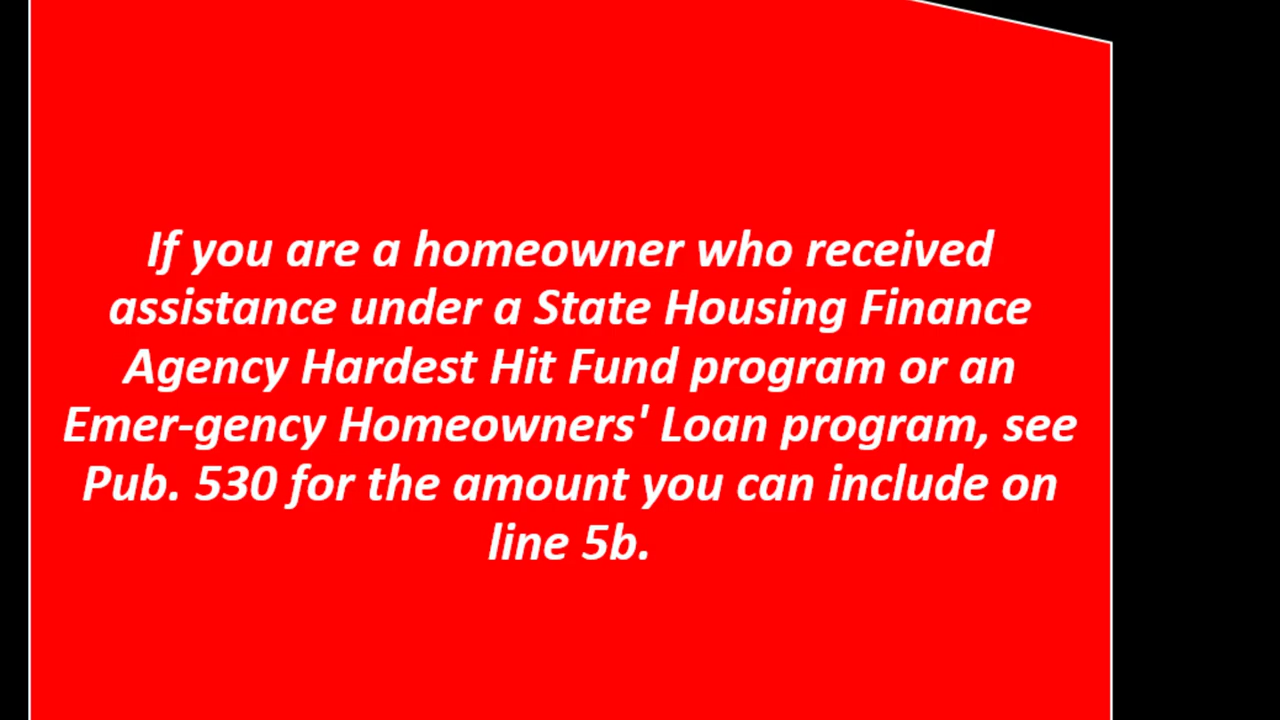 If you are a homeowner who received
assistance under a State Housing Finance
Agency Hardest Hit Fund program or an
Emer-gency Homeowners' Loan program, see
Pub. 530 for the amount you can include on
line 5b.